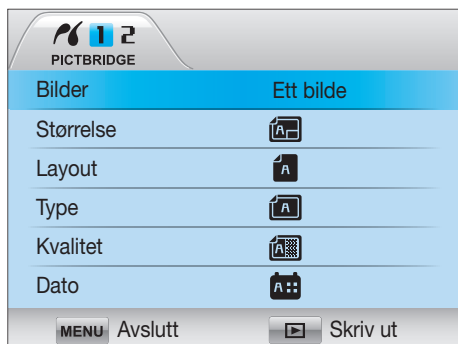 1 2
PICTBRIDGE
Bilder Ett bilde
Størrelse A
Layout A
Type A
Kvalitet A
Dato A
MENU Avslutt Skriv ut